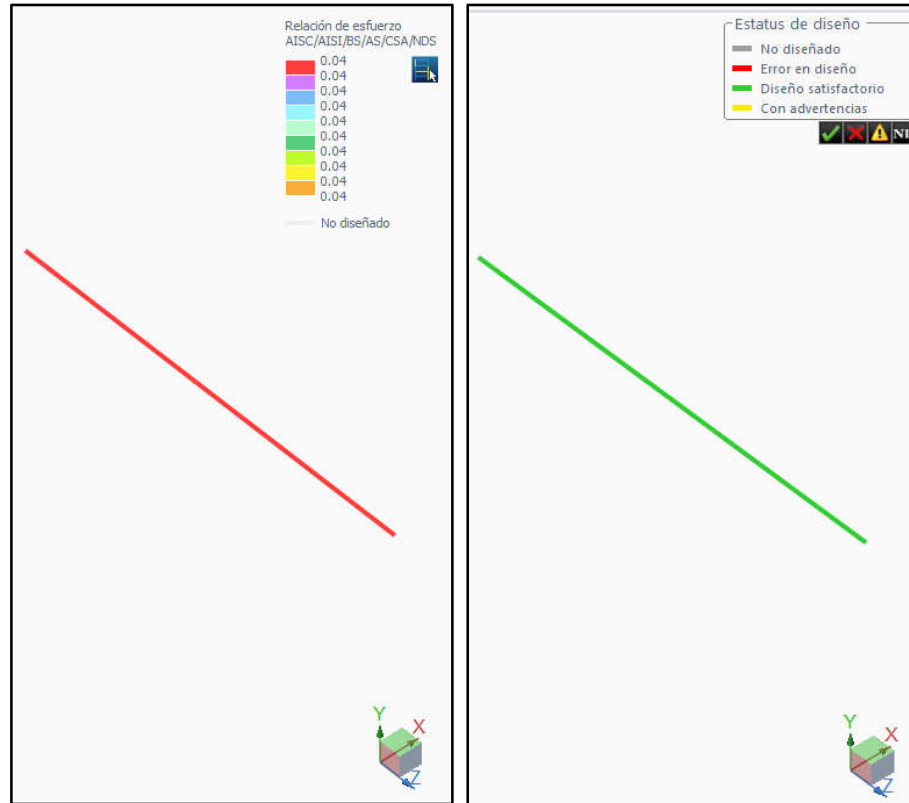 Relación de esfuerzo
AISC/AISI/BS/AS/CSA/NDS
0.04
0.04
0.04
0.04
0.04
0.04
0.04
0.04
0.04
0.04
No diseñado
Y
X
Z
Estatus de diseño
No diseñado
Error en diseño
Diseño satisfactorio
Con advertencias
Y
X
Z